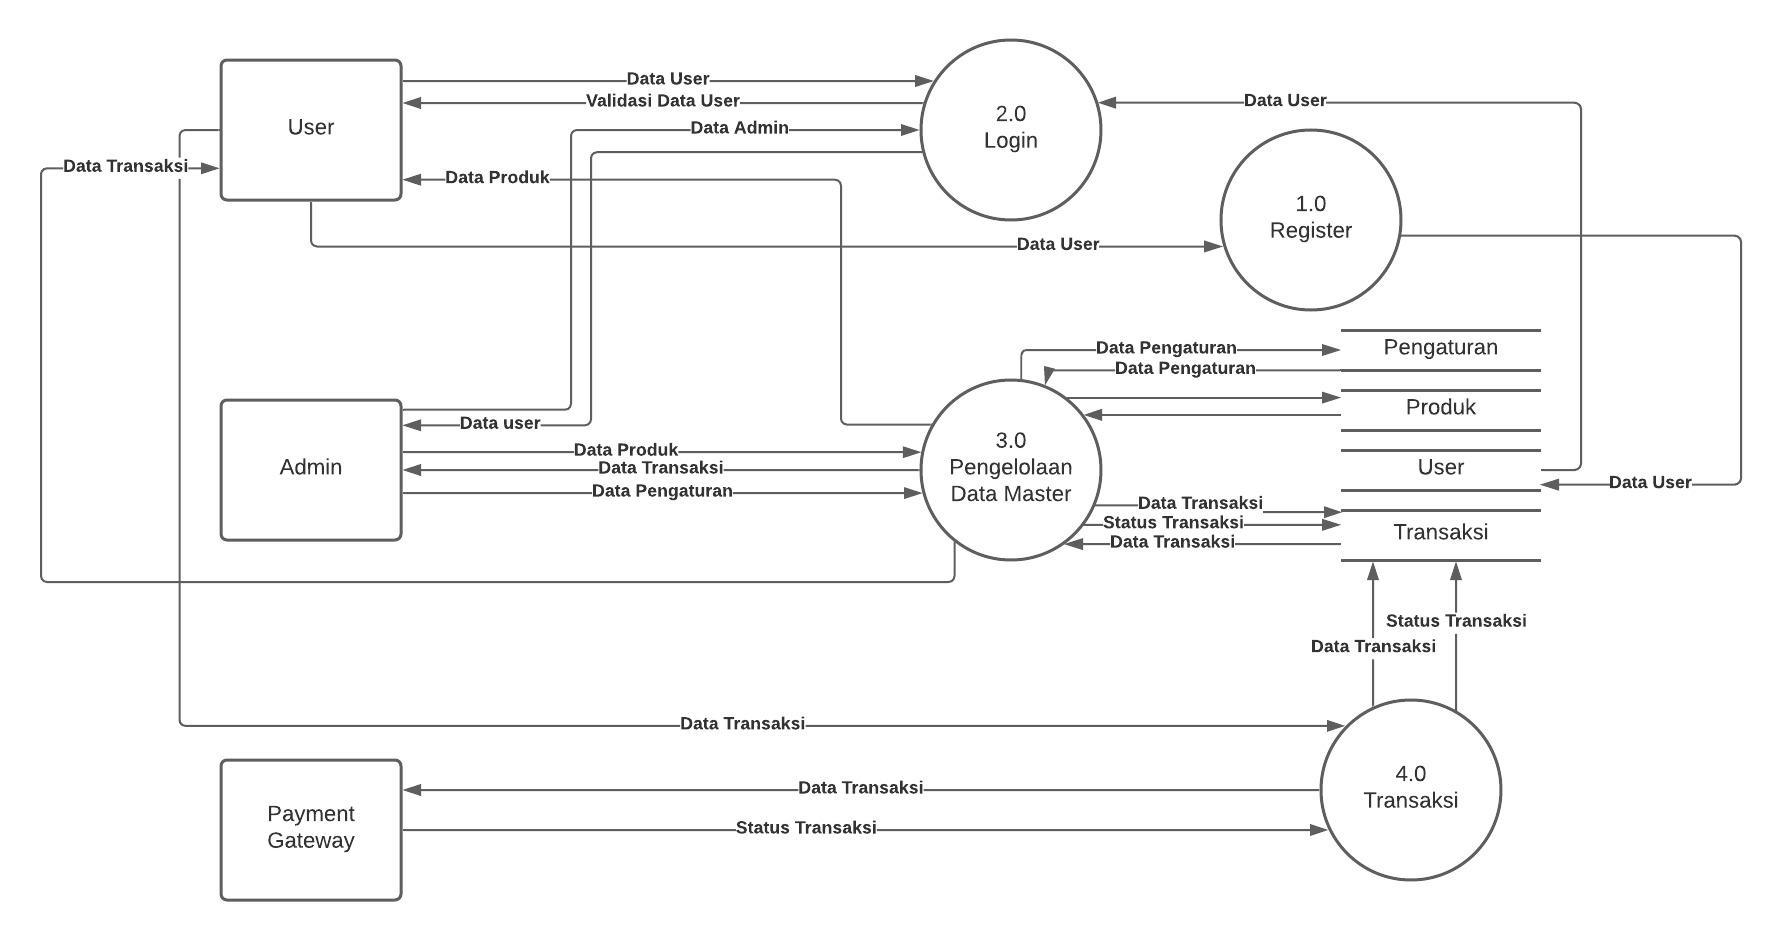 Data User
Validasi Data User
2.0
Login
Data User
User
Data Admin
Data Transaksi
Data Produk
1.0
Register
Data User
Data Pengaturan
Pengaturan
Data Pengaturan
Produk
Data user
3.0
Pengelolaan
Data Master
Admin
Data Produk
Data Transaksi
Data Pengaturan
User
Data User
Data Transaksi
Status Transaksi
Data Transaksi
Transaksi
Status Transaksi
Data Transaksi
Data Transaksi
4.0
Transaksi
Data Transaksi
Payment
Gateway
Status Transaksi